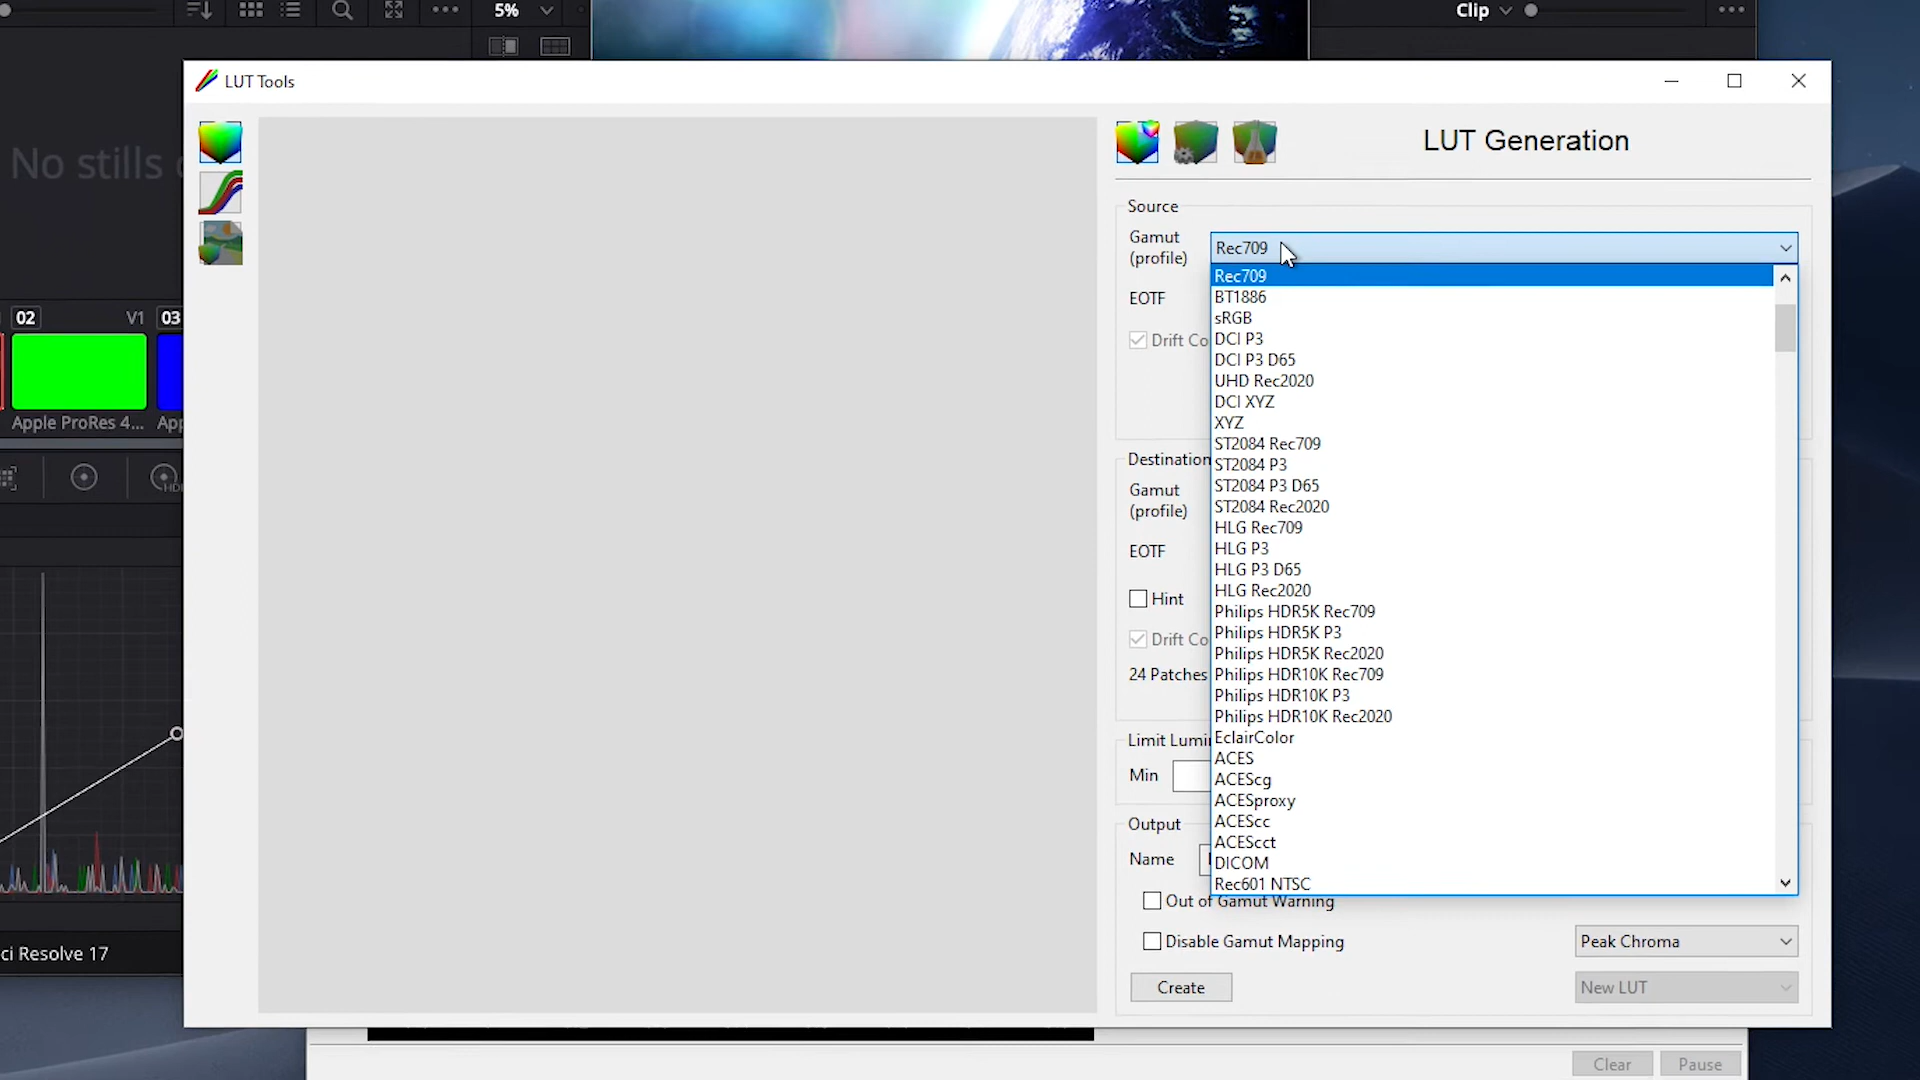 5%
Clip
LUT Tools
No stills
LUT Generation
Source
Gamut
(profile)
Rec709
EOTF
Drift Co
Rec709
BT1886
sRGB
DCI P3
DCI P3 D65
UHD Rec2020
DCI XYZ
XYZ
ST2084 Rec709
ST2084 P3
ST2084 P3 D65
ST2084 Rec2020
HLG Rec709
HLG P3
HLG P3 D65
HLG Rec2020
Philips HDR5K Rec709
Philips HDR5K P3
Philips HDR5K Rec2020
Philips HDR10K Rec709
Philips HDR10K P3
Philips HDR10K Rec2020
EclairColor
ACES
ACEScg
ACESproxy
ACEScc
ACEScct
DICOM
Rec601 NTSC
02 V1 03
Apple ProRes 4... Ap
Destination
Gamut
(profile)
EOTF
Hint
Drift Co
24 Patches
Limit Lumi
Min
Output
Name
Out of Gamut Warning
Disable Gamut Mapping
Peak Chroma
Create
New LUT
ci Resolve 17
Clear
Pause